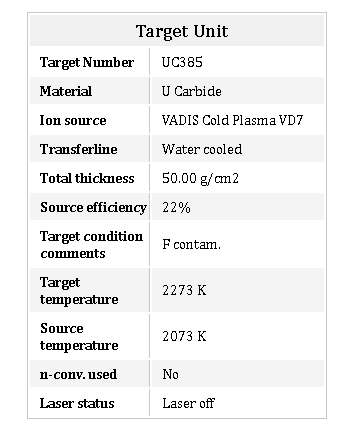 Target Unit
Target Number UC385
Material U Carbide
Ion source VADIS Cold Plasma VD7
Transferline Water cooled
Total thickness 50.00 g/cm2
Source efficiency 22%
Target condition
comments F contam.
Target
temperature 2273 K
Source
temperature 2073 K
n-conv. used No
Laser status Laser off